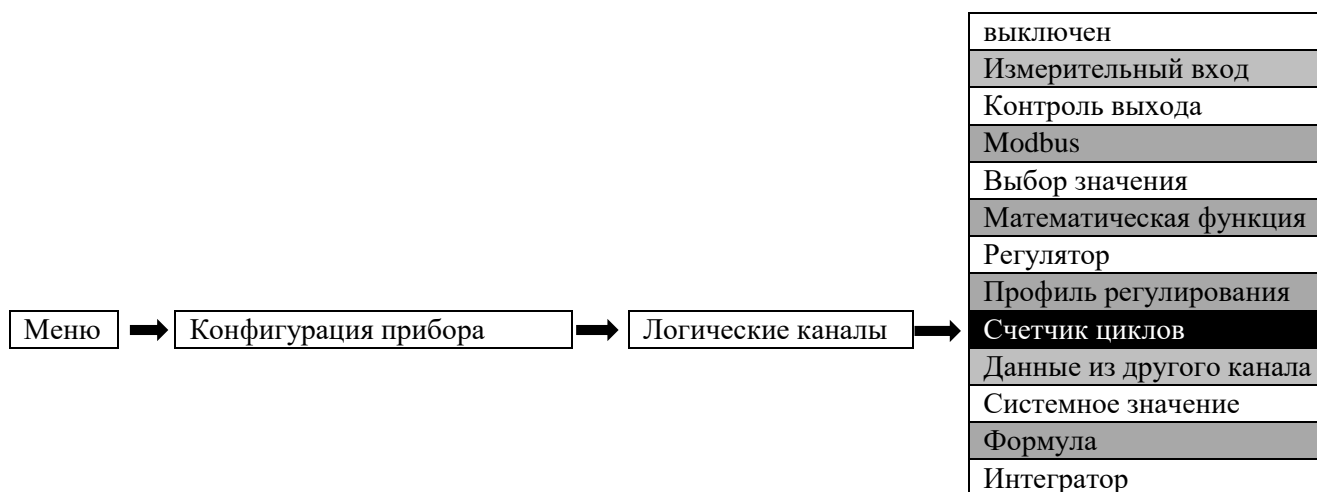 выключен
Измерительный вход
Контроль выхода
Modbus
Выбор значения
Математическая функция
Регулятор
Профиль регулирования
Меню Конфигурация прибора Логические каналы Счетчик циклов
Данные из другого канала
Системное значение
Формула
Интегратор